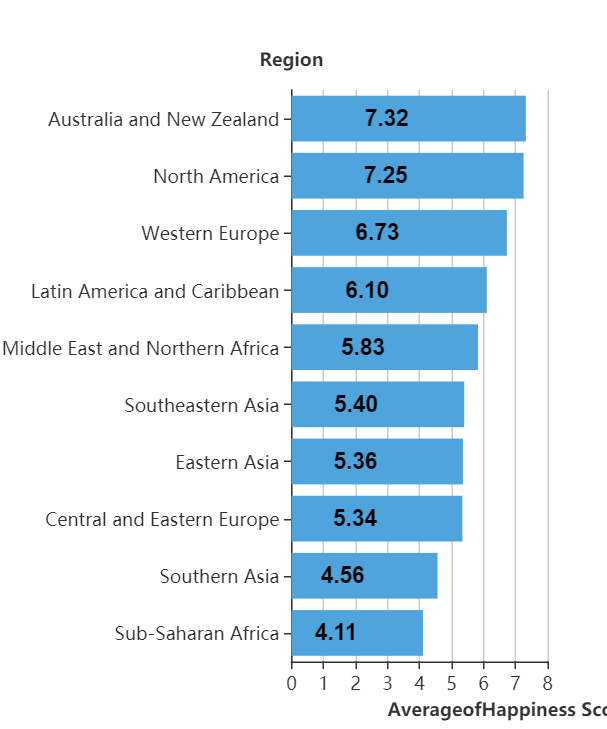 Region
Australia and New Zealand 7.32
North America 7.25
Western Europe 6.73
Latin America and Caribbean 6.10
Middle East and Northern Africa 5.83
Southeastern Asia 5.40
Eastern Asia 5.36
Central and Eastern Europe 5.34
Southern Asia 4.56
Sub-Saharan Africa 4.11
0 1 2 3 4 5 6 7 8
AverageofHappiness Sco